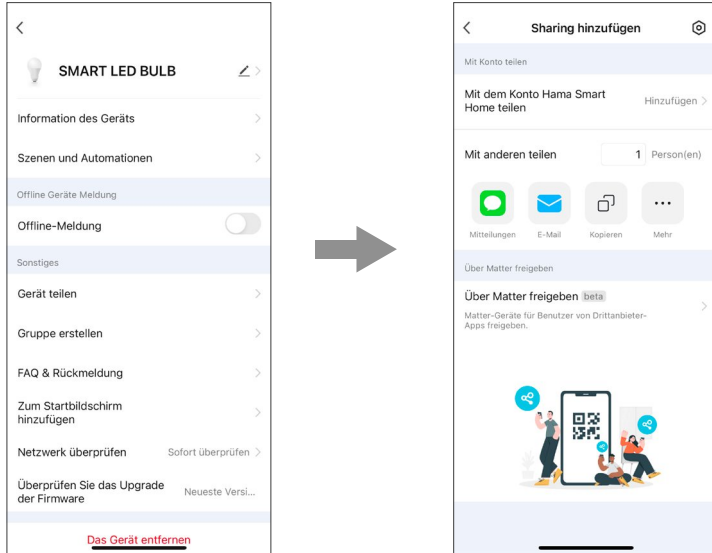 SMART LED BULB
Information des Geräts
Szenen und Automationen
Offline Geräte Meldung
Offline-Meldung
Sonstiges
Gerät teilen
Gruppe erstellen
FAQ & Rückmeldung
Zum Startbildschirm
hinzufügen
Netzwerk überprüfen Sofort überprüfen
Überprüfen Sie das Upgrade
der Firmware Neueste Versi...
Das Gerät entfernen
Sharing hinzufügen
Mit Konto teilen
Mit dem Konto Hama Smart
Home teilen Hinzufügen
Mit anderen teilen 1 Person(en)
Mitteilungen E-Mail Kopieren Mehr
Über Matter freigeben
Über Matter freigeben beta
Matter-Geräte für Benutzer von Drittanbieter-
Apps freigeben.